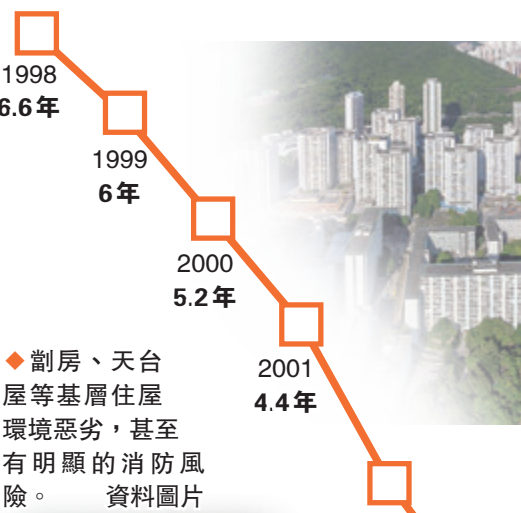 1998
6.6年
1999
6年
2000
5.2年
2001
4.4年
◆劏房、天台
屋等基層住屋
環境惡劣，甚至
有明顯的消防風
險。 資料圖片